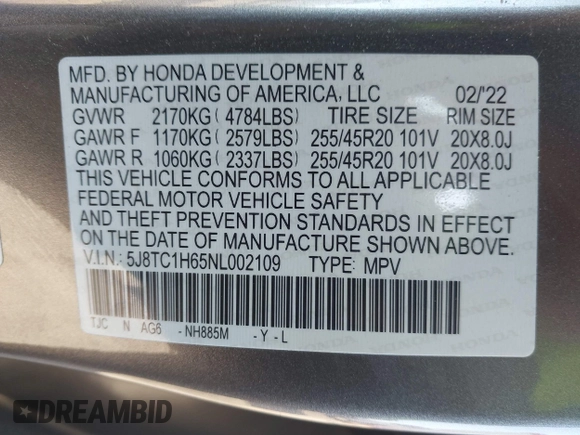 MFD. BY HONDA DEVELOPMENT &
MANUFACTURING OF AMERICA, LLC 02/'22
GVWR 2170KG( 4784LBS) TIRE SIZE RIM SIZE
GAWR F 1170KG( 2579LBS) 255/45R20 101V 20X8.0J
GAWR R 1060KG( 2337LBS) 255/45R20 101V 20X8.0J
THIS VEHICLE CONFORMS TO ALL APPLICABLE
FEDERAL MOTOR VEHICLE SAFETY
AND THEFT PREVENTION STANDARDS IN EFFECT
ON THE DATE OF MANUFACTURE SHOWN ABOVE.
V.I.N.: 5J8TC1H65NL002109 TYPE: MPV
TJC N AG6 -NH885M -Y-L
DREAMBID